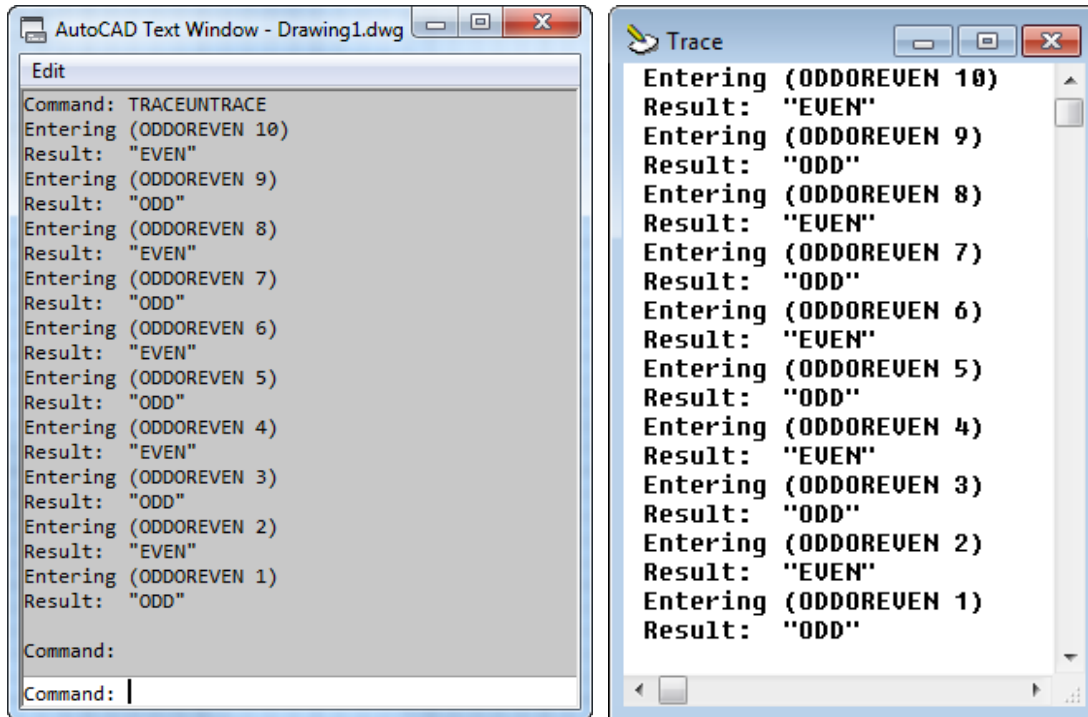 AutoCAD Text Window - Drawing1.dwg
Edit
Command: TRACEUNTRACE
Entering (ODDOREVEN 10)
Result: "EVEN"
Entering (ODDOREVEN 9)
Result: "ODD"
Entering (ODDOREVEN 8)
Result: "EVEN"
Entering (ODDOREVEN 7)
Result: "ODD"
Entering (ODDOREVEN 6)
Result: "EVEN"
Entering (ODDOREVEN 5)
Result: "ODD"
Entering (ODDOREVEN 4)
Result: "EVEN"
Entering (ODDOREVEN 3)
Result: "ODD"
Entering (ODDOREVEN 2)
Result: "EVEN"
Entering (ODDOREVEN 1)
Result: "ODD"
Command:
Command:
Trace
Entering (ODDOREVEN 10)
Result: "EVEN"
Entering (ODDOREVEN 9)
Result: "ODD"
Entering (ODDOREVEN 8)
Result: "EVEN"
Entering (ODDOREVEN 7)
Result: "ODD"
Entering (ODDOREVEN 6)
Result: "EVEN"
Entering (ODDOREVEN 5)
Result: "ODD"
Entering (ODDOREVEN 4)
Result: "EVEN"
Entering (ODDOREVEN 3)
Result: "ODD"
Entering (ODDOREVEN 2)
Result: "EVEN"
Entering (ODDOREVEN 1)
Result: "ODD"